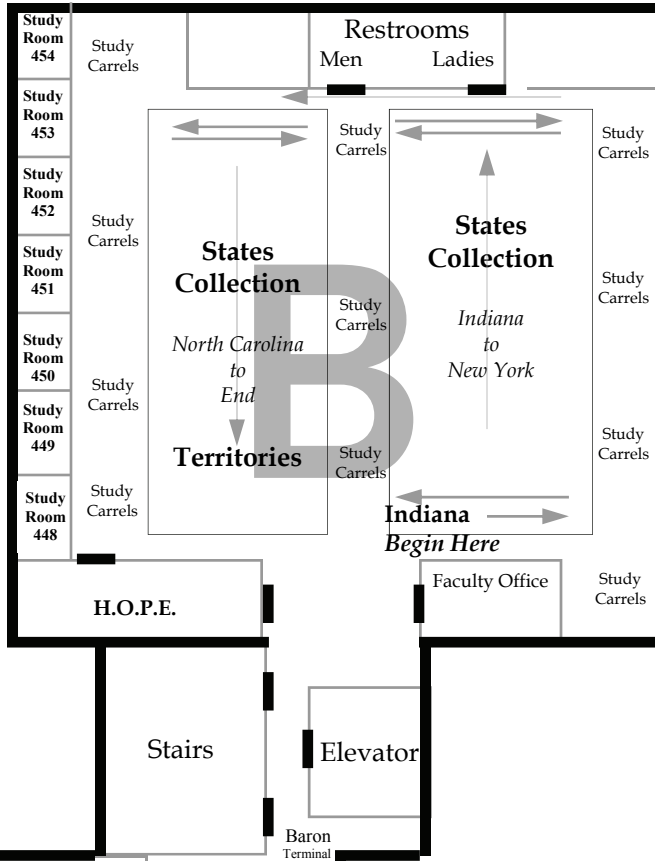 Study
Room
454
Study
Carrels
Restrooms
Men Ladies
Study
Room
453
Study
Carrels
Study
Carrels
Study
Room
452
Study
Carrels
States
Collection
North Carolina
to
End
Territories
States
Collection
Indiana
to
New York
B
Study
Room
451
Study
Carrels
Study
Carrels
Study
Room
450
Study
Carrels
Study
Room
449
Study
Carrels
Study
Carrels
Study
Room
448
Study
Carrels
Indiana
Begin Here
H.O.P.E.
Faculty Office
Study
Carrels
Stairs
Elevator
Baron
Terminal